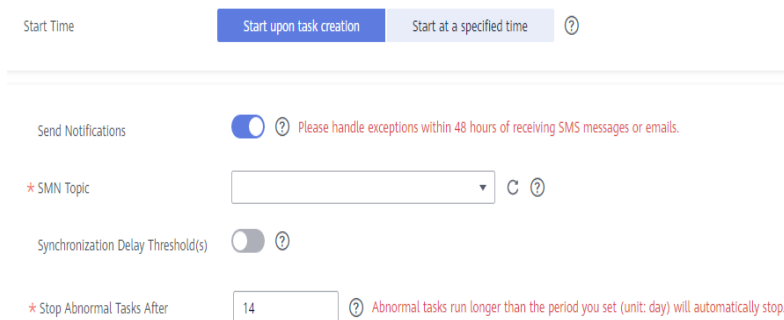 Start Time Start upon task creation Start at a specified time ?
Send Notifications ? Please handle exceptions within 48 hours of receiving SMS messages or emails.
* SMN Topic ?
Synchronization Delay Threshold(s) ?
* Stop Abnormal Tasks After 14 ? Abnormal tasks run longer than the period you set (unit: day) will automatically stop.